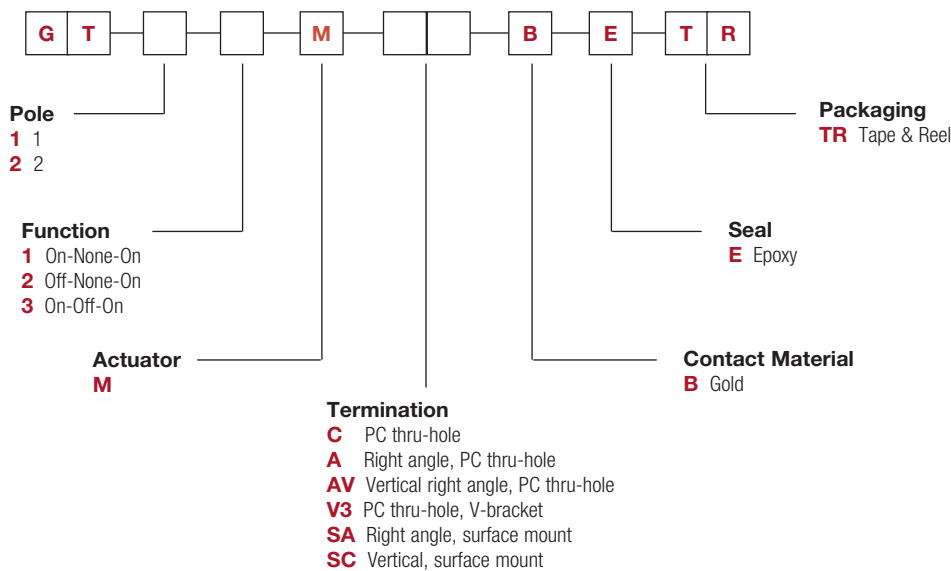 G T M B E T R
Pole
1 1
2 2
Packaging
TR Tape & Reel
Function
1 On-None-On
2 Off-None-On
3 On-Off-On
Seal
E Epoxy
Actuator
M
Contact Material
B Gold
Termination
C PC thru-hole
A Right angle, PC thru-hole
AV Vertical right angle, PC thru-hole
V3 PC thru-hole, V-bracket
SA Right angle, surface mount
SC Vertical, surface mount